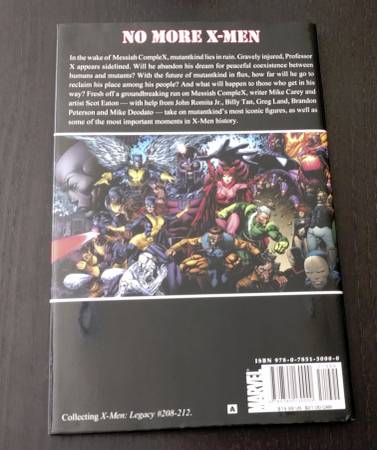 NO MORE X-MEN
In the wake of Messiah CompleX, mutantkind lies in ruin. Gravely injured, Professor
X appears sidelined. Will he abandon his dream for peaceful coexistence between
humans and mutants? With the future of mutantkind in flux, how far will he go to
reclaim his place among his people? And what will happen to those who get in his
way? Fresh off a groundbreaking run on Messiah CompleX, writer Mike Carey and
artist Scot Eaton — with help from John Romita Jr., Billy Tan, Greg Land, Brandon
Peterson and Mike Deodato — take on mutantkind's most iconic figures, as well as
some of the most important moments in X-Men history.
ISBN 978-0-7851-3000-0
MARVEL
A
Collecting X-Men: Legacy #208-212.